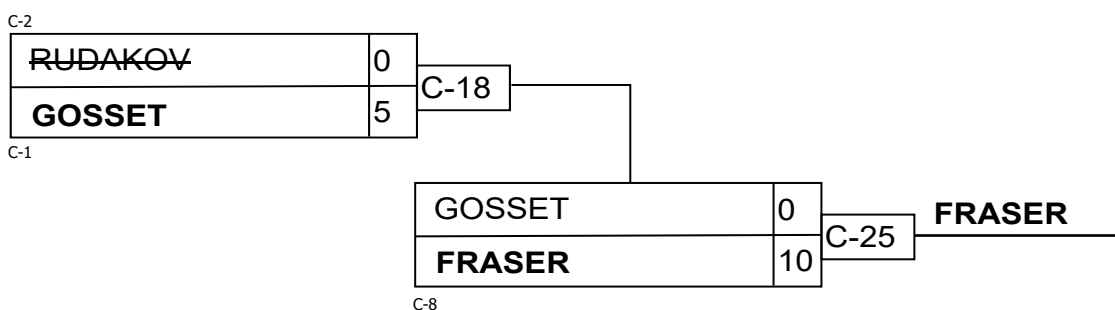 C-2
RUDAKOV 0
C-18
GOSSET 5
C-1
GOSSET 0
FRASER
C-25
FRASER 10
C-8